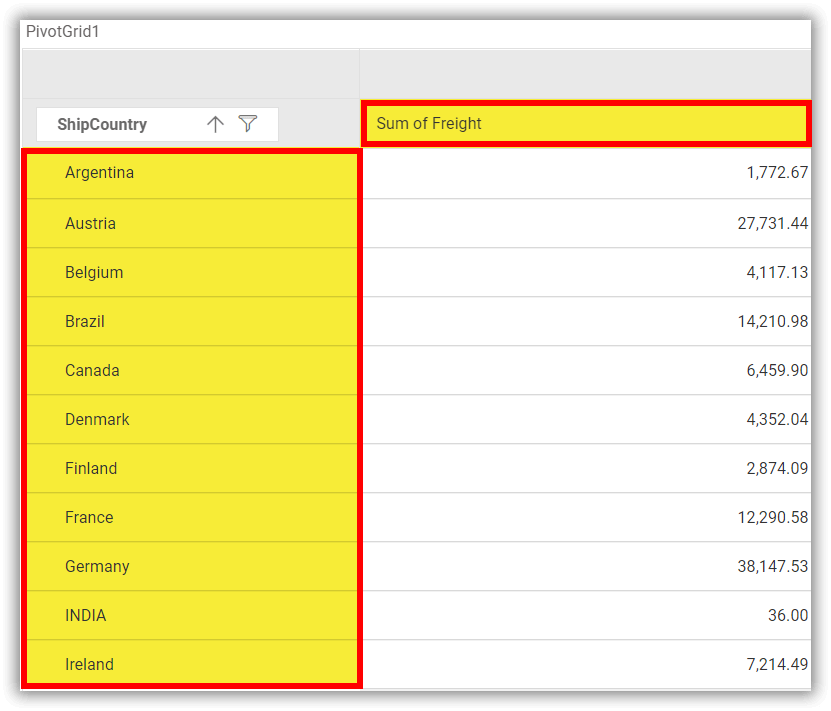 PivotGrid1
ShipCountry Sum of Freight
Argentina 1,772.67
Austria 27,731.44
Belgium 4,117.13
Brazil 14,210.98
Canada 6,459.90
Denmark 4,352.04
Finland 2,874.09
France 12,290.58
Germany 38,147.53
INDIA 36.00
Ireland 7,214.49